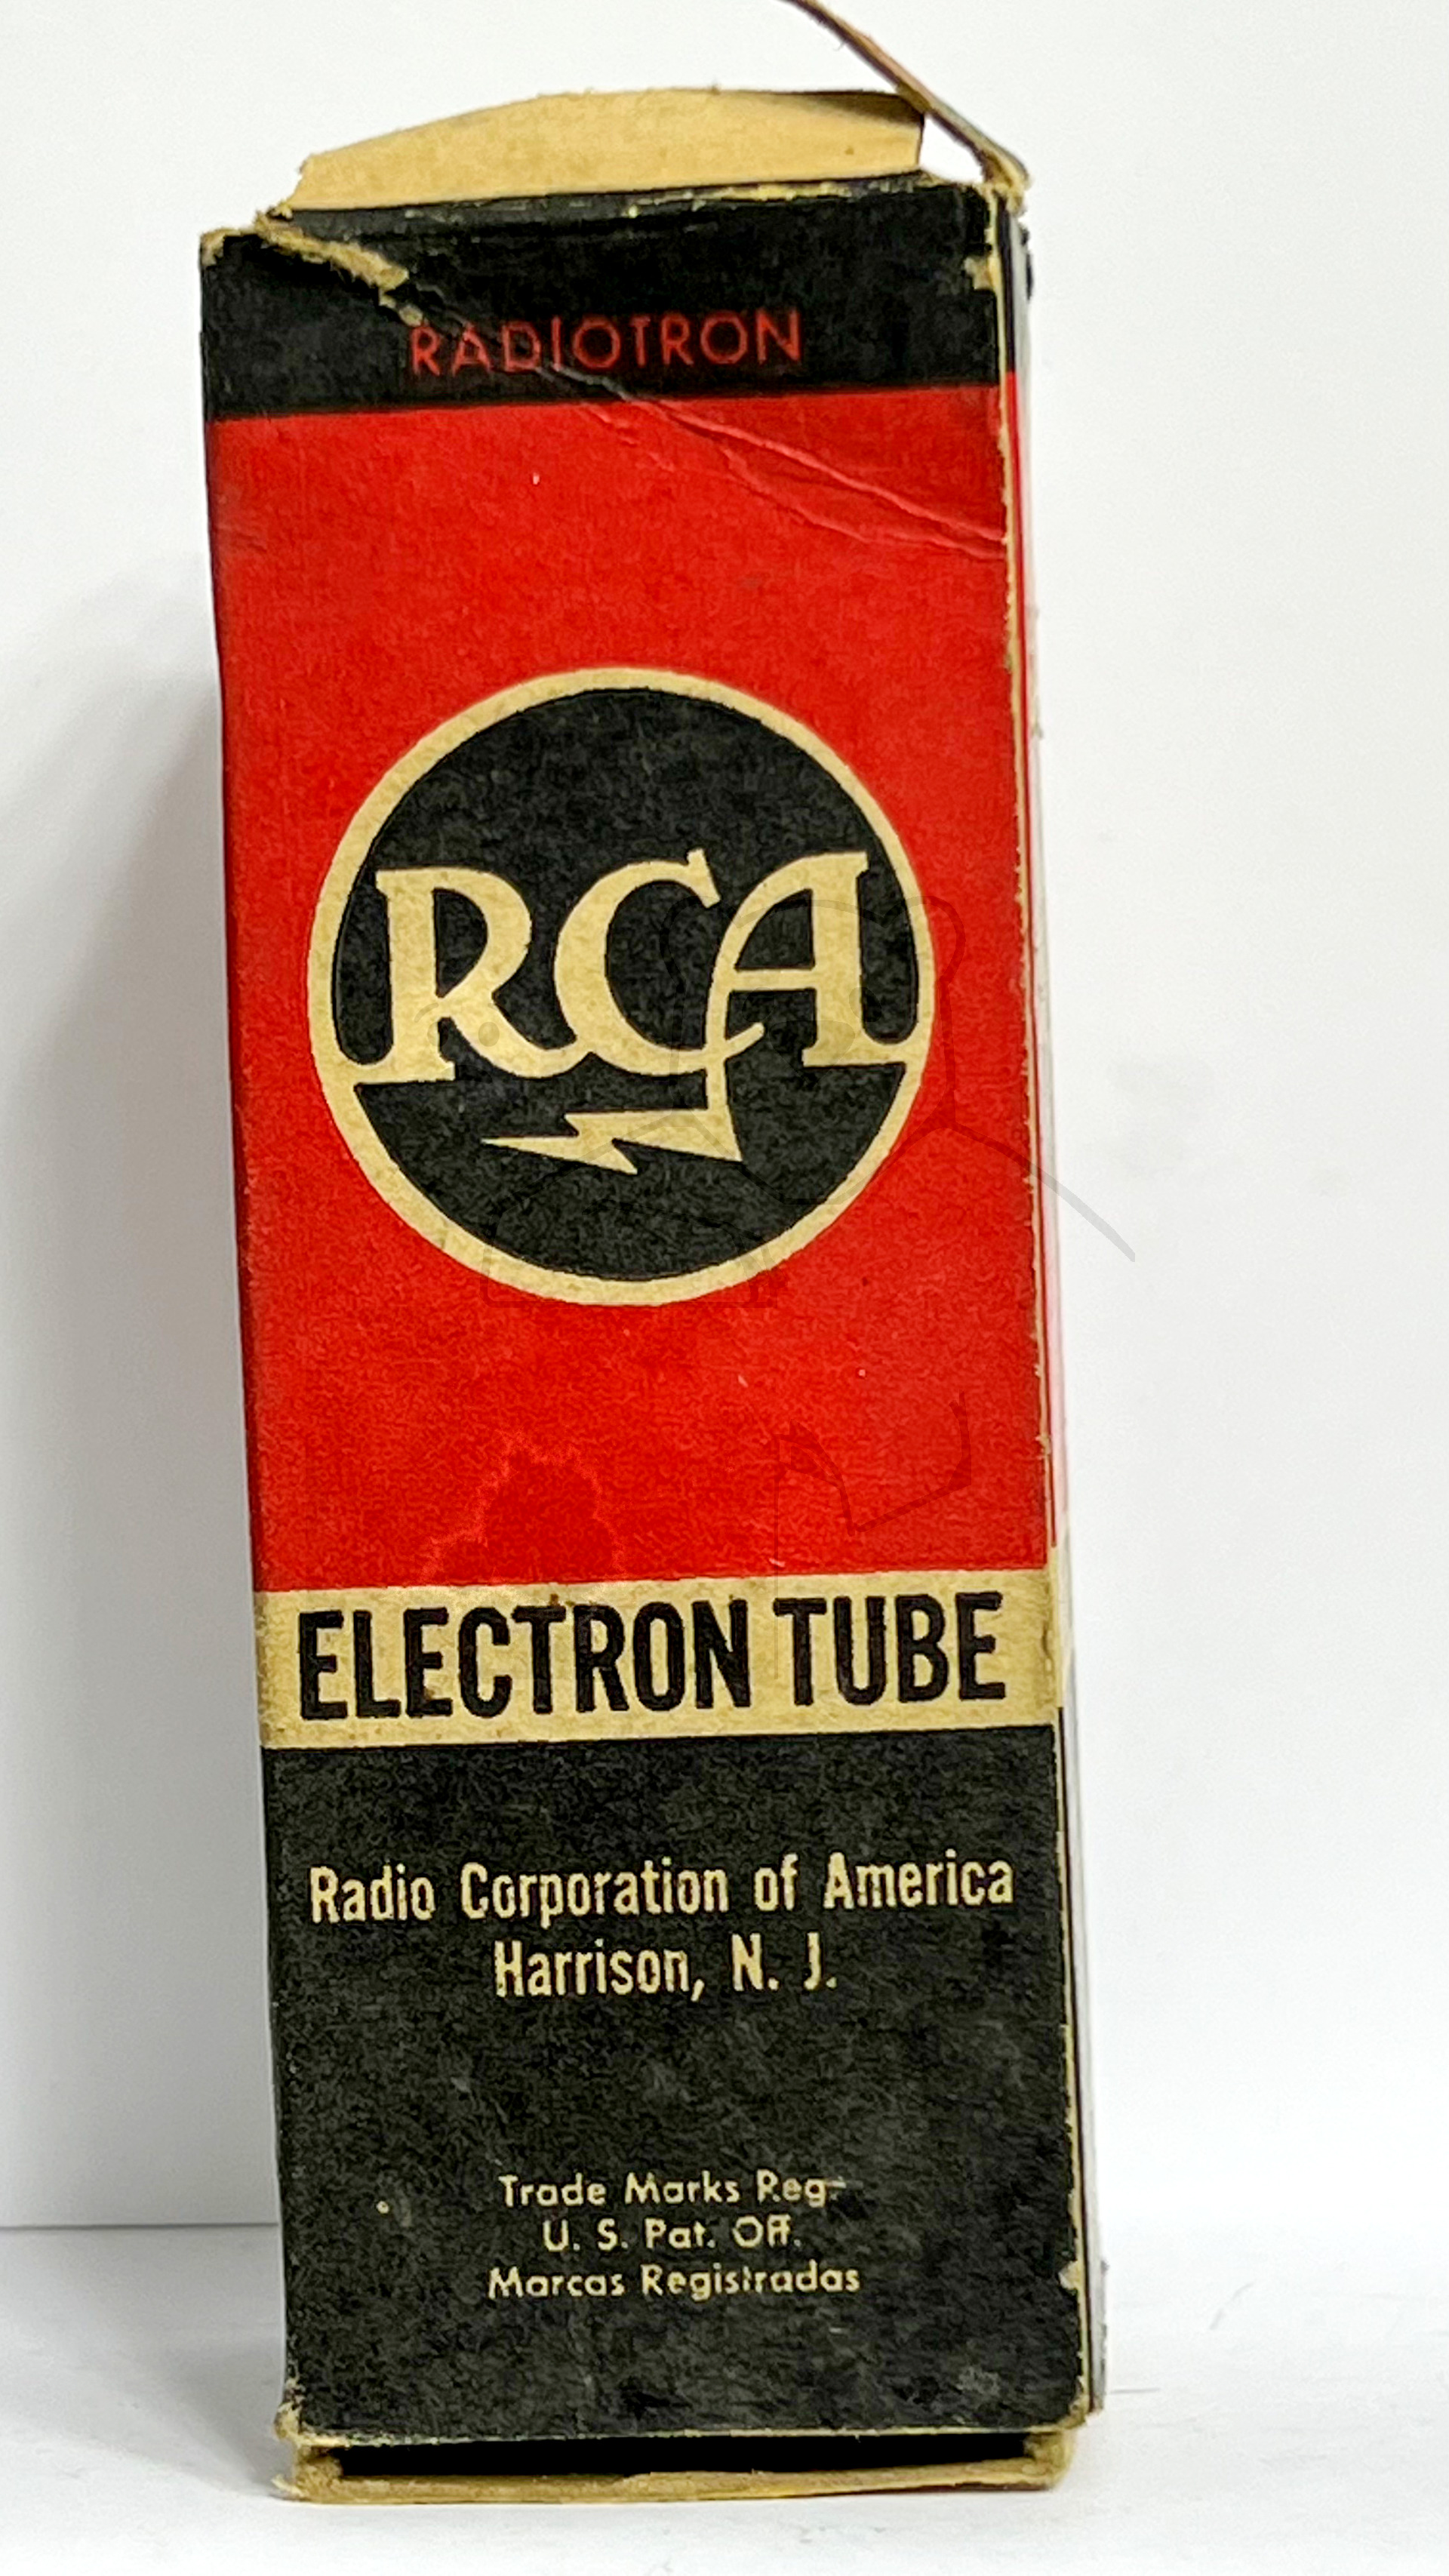 RADIOTRON
RCA
ELECTRON TUBE
Radio Corporation of America
Harrison, N. J.
Trade Marks Reg.
U. S. Pat. Off.
Marcas Registradas